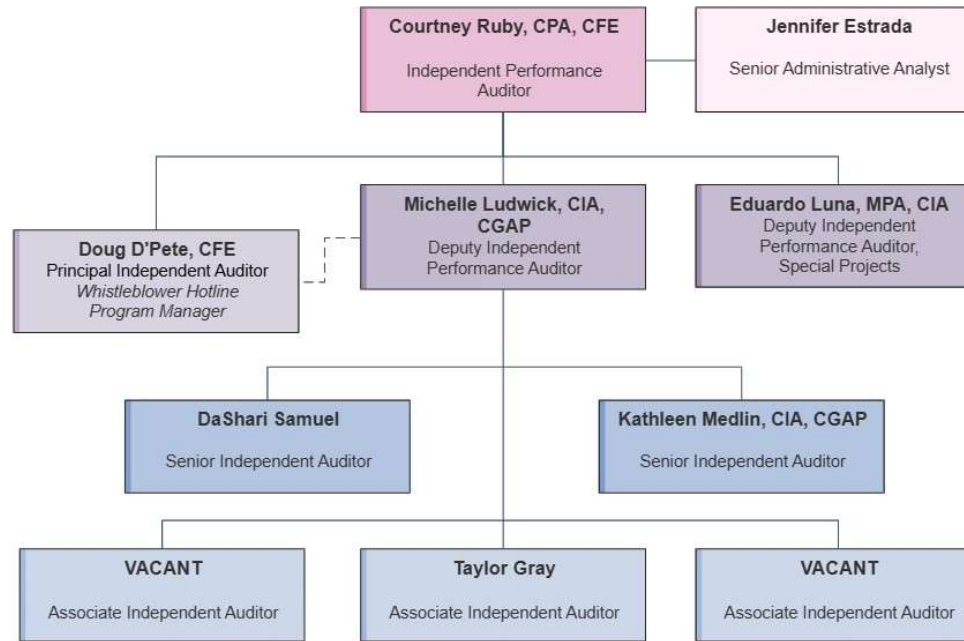 Courtney Ruby, CPA, CFE
Independent Performance
Auditor
Jennifer Estrada
Senior Administrative Analyst
Doug D'Pete, CFE
Principal Independent Auditor
Whistleblower Hotline
Program Manager
Michelle Ludwick, CIA,
CGAP
Deputy Independent
Performance Auditor
Eduardo Luna, MPA, CIA
Deputy Independent
Performance Auditor,
Special Projects
DaShari Samuel
Senior Independent Auditor
Kathleen Medlin, CIA, CGAP
Senior Independent Auditor
VACANT
Associate Independent Auditor
Taylor Gray
Associate Independent Auditor
VACANT
Associate Independent Auditor